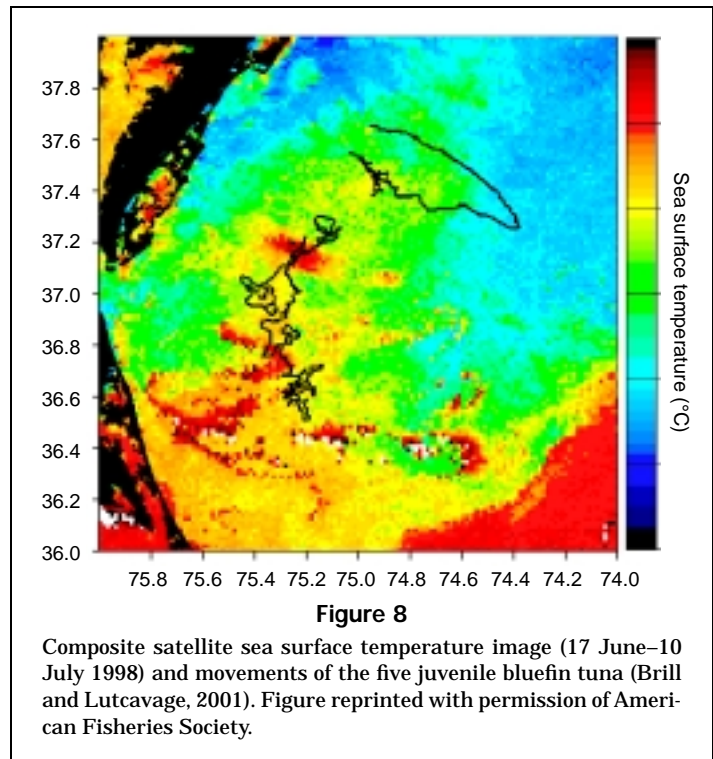 37.8
37.6
37.4
37.2
37.0
36.8
36.6
36.4
36.2
36.0
75.8 75.6 75.4 75.2 75.0 74.8 74.6 74.4 74.2 74.0
Sea surface temperature (°C)
Figure 8
Composite satellite sea surface temperature image (17 June–10
July 1998) and movements of the five juvenile bluefin tuna (Brill
and Lutcavage, 2001). Figure reprinted with permission of Ameri-
can Fisheries Society.